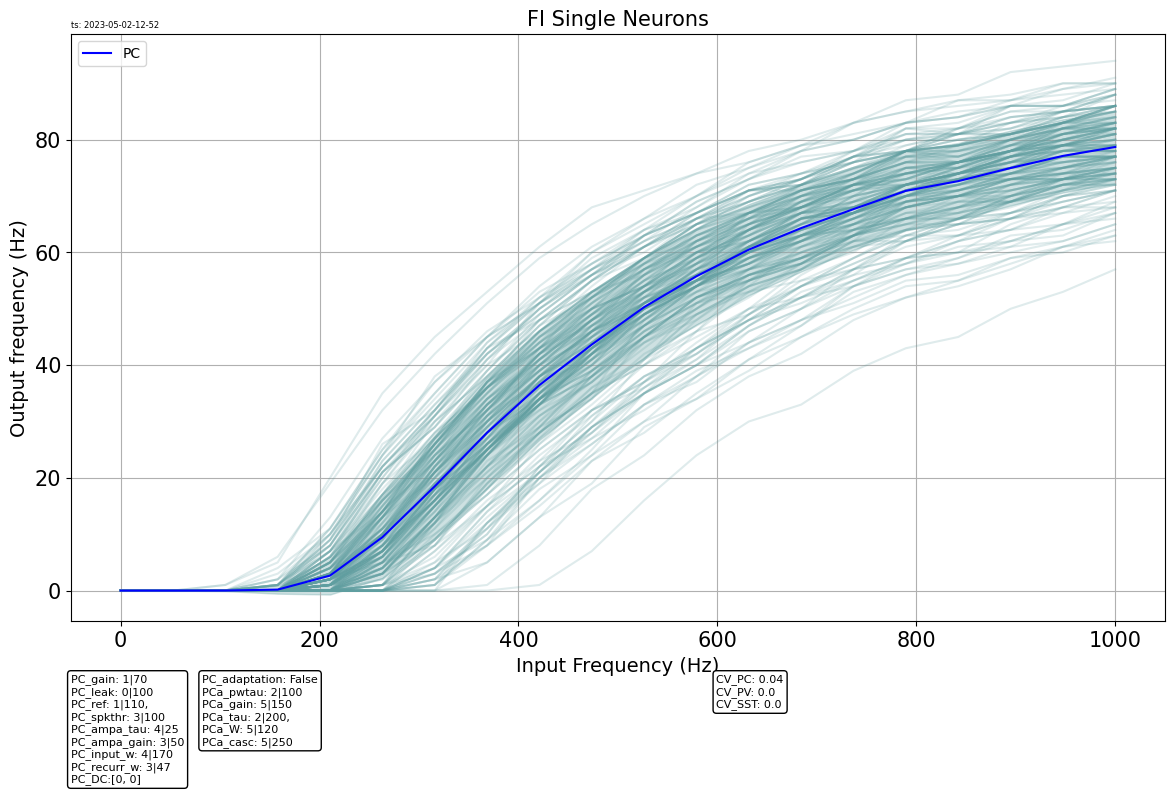 FI Single Neurons
ts: 2023-05-02-12-52
PC
Output frequency (Hz)
80
60
40
20
0
0 200 400 600 800 1000
Input Frequency (Hz)
PC_gain: 1|70
PC_leak: 0|100
PC_ref: 1|110,
PC_spkthr: 3|100
PC_ampa_tau: 4|25
PC_ampa_gain: 3|50
PC_input_w: 4|170
PC_recurr_w: 3|47
PC_DC:[0, 0]
PC_adaptation: False
PCa_pwtau: 2|100
PCa_gain: 5|150
PCa_tau: 2|200,
PCa_W: 5|120
PCa_casc: 5|250
CV_PC: 0.04
CV_PV: 0.0
CV_SST: 0.0